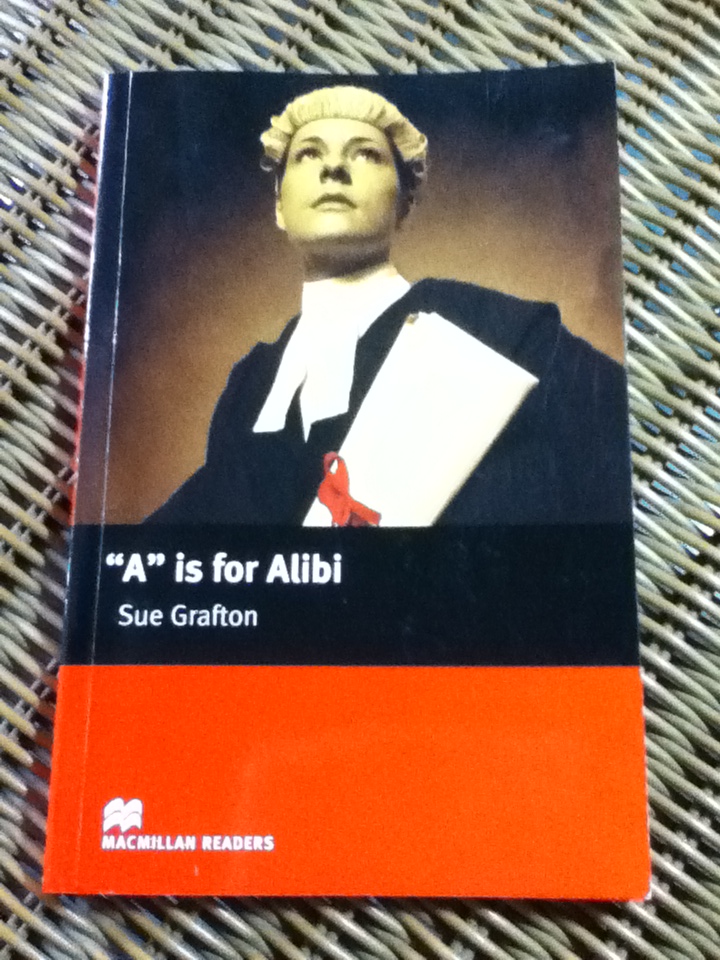 “A” is for Alibi
Sue Grafton
MACMILLAN READERS